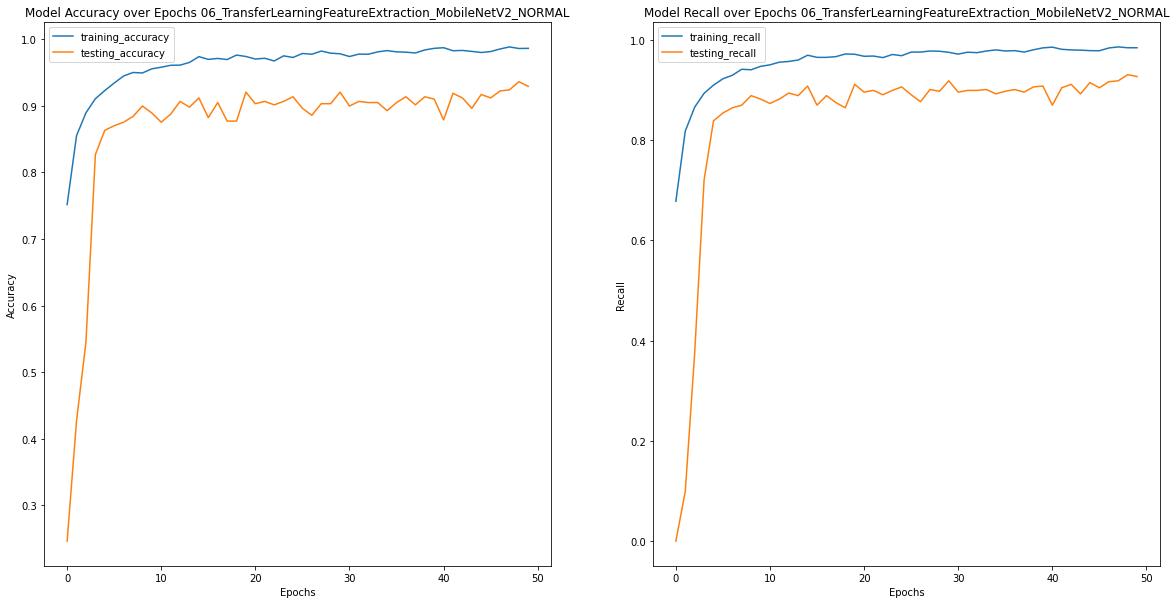 Model Accuracy over Epochs 06_TransferLearningFeatureExtraction_MobileNetV2_NORMAL
training_accuracy
testing_accuracy
1.0
0.9
0.8
0.7
0.6
0.5
0.4
0.3
Accuracy
0 10 20 30 40 50
Epochs
Model Recall over Epochs 06_TransferLearningFeatureExtraction_MobileNetV2_NORMAL
training_recall
testing_recall
1.0
0.8
0.6
0.4
0.2
0.0
Recall
0 10 20 30 40 50
Epochs